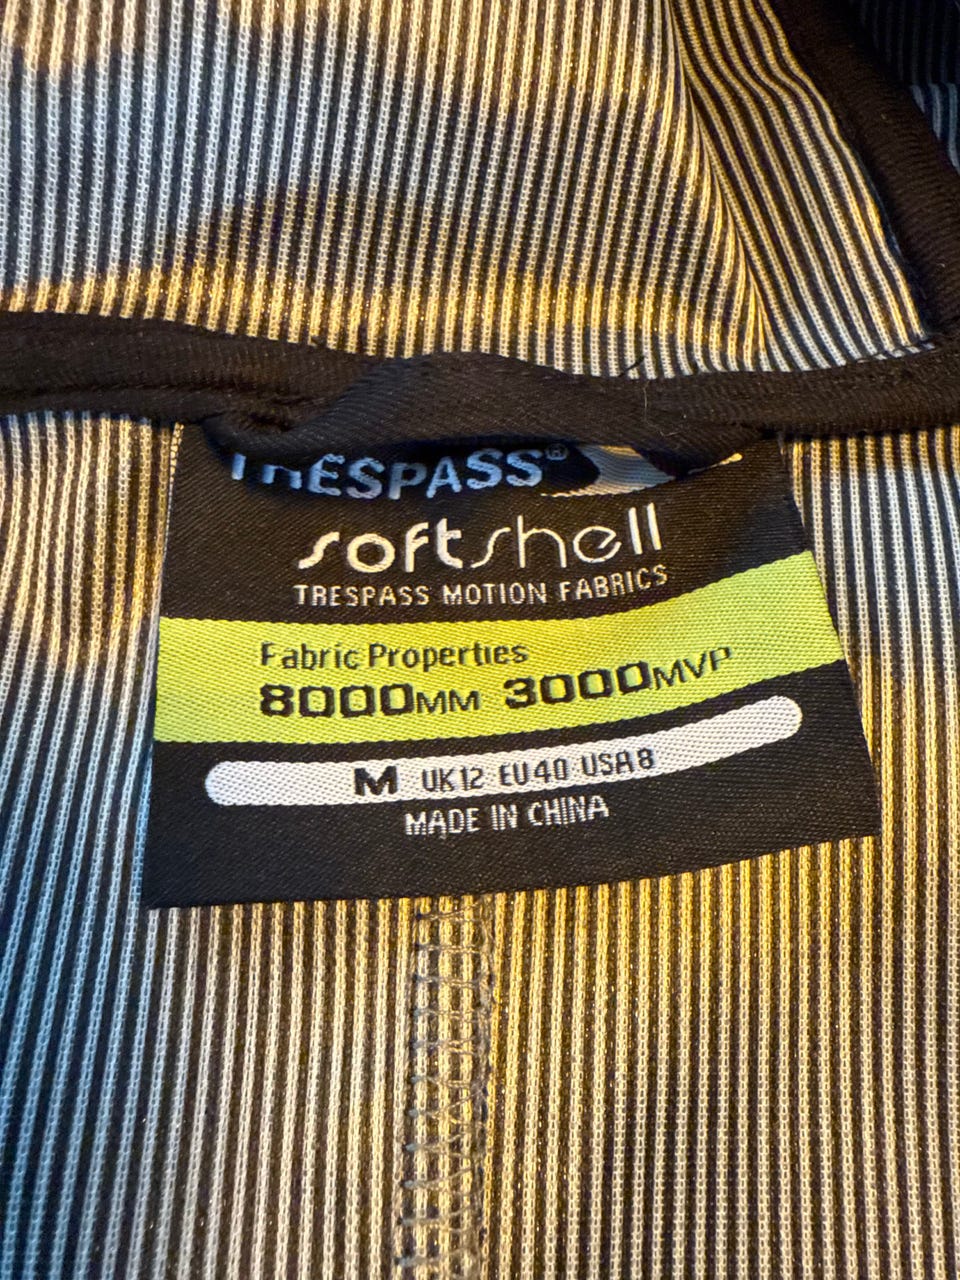 TRESPASS®
softshell
TRESPASS MOTION FABRICS
Fabric Properties
8000MM 3000MVP
M UK12 EU40 USA8
MADE IN CHINA